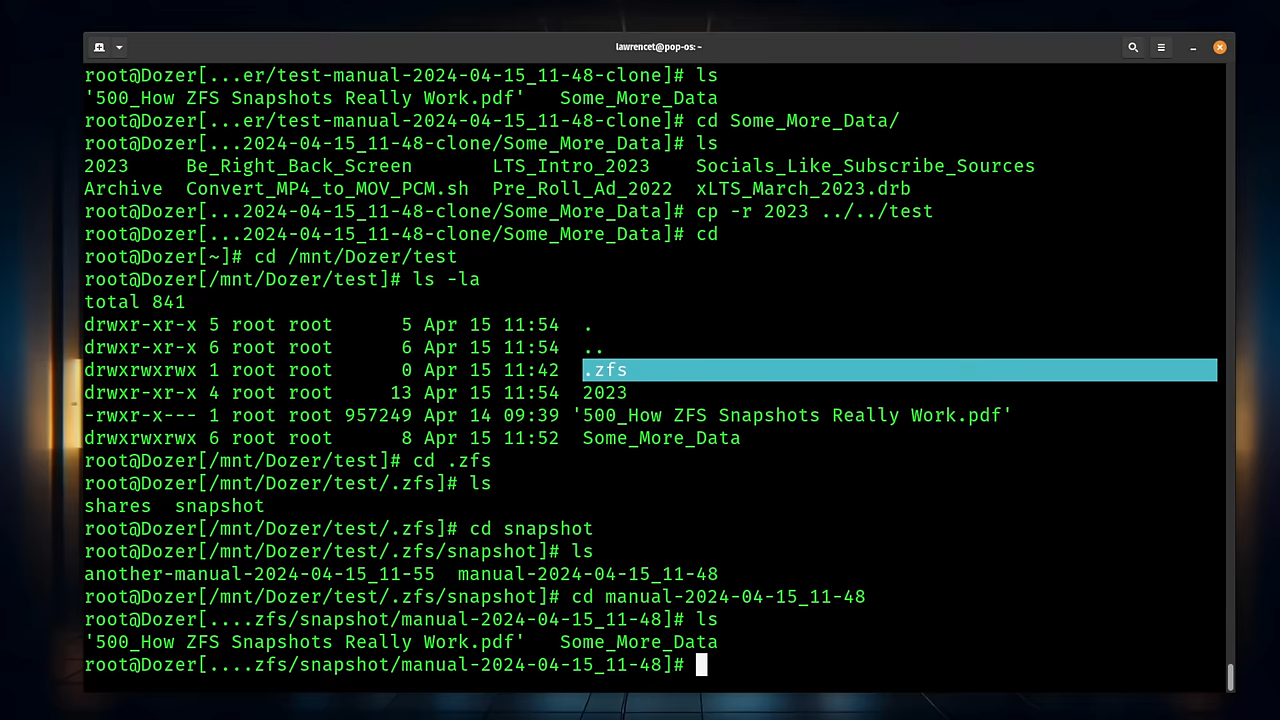 lawrencet@pop-os: ~
root@Dozer[...er/test-manual-2024-04-15_11-48-clone]# ls
'500_How ZFS Snapshots Really Work.pdf'   Some_More_Data
root@Dozer[...er/test-manual-2024-04-15_11-48-clone]# cd Some_More_Data/
root@Dozer[...2024-04-15_11-48-clone/Some_More_Data]# ls
2023     Be_Right_Back_Screen       LTS_Intro_2023    Socials_Like_Subscribe_Sources
Archive  Convert_MP4_to_MOV_PCM.sh  Pre_Roll_Ad_2022  xLTS_March_2023.drb
root@Dozer[...2024-04-15_11-48-clone/Some_More_Data]# cp -r 2023 ../../test
root@Dozer[...2024-04-15_11-48-clone/Some_More_Data]# cd
root@Dozer[~]# cd /mnt/Dozer/test
root@Dozer[/mnt/Dozer/test]# ls -la
total 841
drwxr-xr-x 5 root root      5 Apr 15 11:54  .
drwxr-xr-x 6 root root      6 Apr 15 11:54  ..
drwxrwxrwx 1 root root      0 Apr 15 11:42  .zfs
drwxr-xr-x 4 root root     13 Apr 15 11:54  2023
-rwxr-x--- 1 root root 957249 Apr 14 09:39 '500_How ZFS Snapshots Really Work.pdf'
drwxrwxrwx 6 root root      8 Apr 15 11:52  Some_More_Data
root@Dozer[/mnt/Dozer/test]# cd .zfs
root@Dozer[/mnt/Dozer/test/.zfs]# ls
shares  snapshot
root@Dozer[/mnt/Dozer/test/.zfs]# cd snapshot
root@Dozer[/mnt/Dozer/test/.zfs/snapshot]# ls
another-manual-2024-04-15_11-55  manual-2024-04-15_11-48
root@Dozer[/mnt/Dozer/test/.zfs/snapshot]# cd manual-2024-04-15_11-48
root@Dozer[....zfs/snapshot/manual-2024-04-15_11-48]# ls
'500_How ZFS Snapshots Really Work.pdf'   Some_More_Data
root@Dozer[....zfs/snapshot/manual-2024-04-15_11-48]#